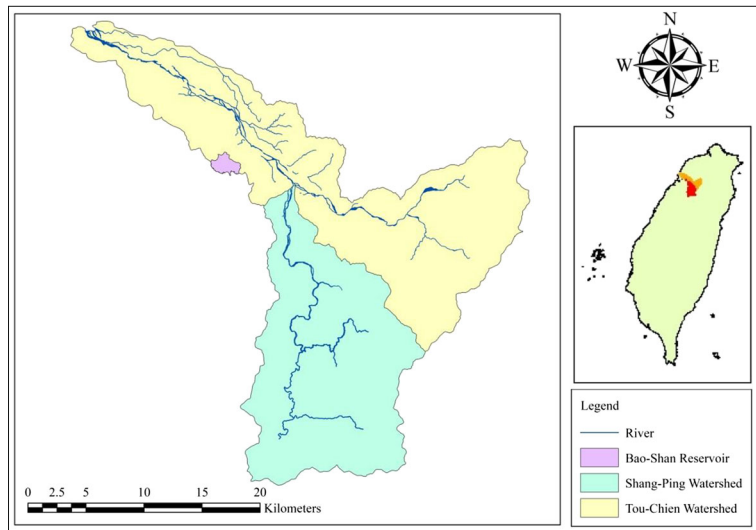 N
W E
S
Legend
River
Bao-Shan Reservoir
Shang-Ping Watershed
Tou-Chien Watershed
0 2.5 5 10 15 20
Kilometers